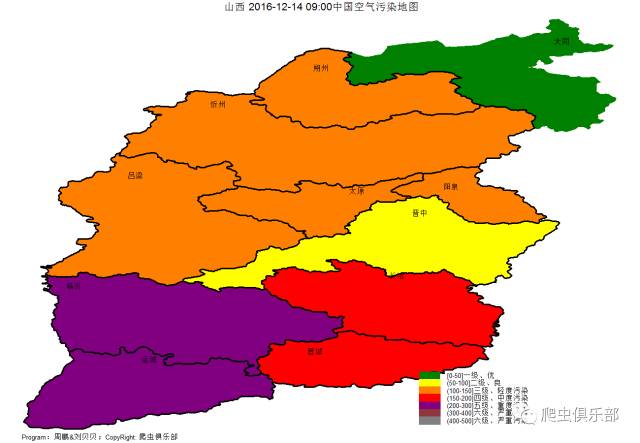 山西 2016-12-14 09:00中国空气污染地图
大同
朔州
忻州
吕梁
太原
阳泉
晋中
长治
临汾
晋城
运城
[0-50]一级、优
(50-100]二级、良
(100-150]三级、轻度污染
(150-200]四级、中度污染
(200-300]五级、重度污染
(300-400]六级、严重
(400-500]六级、严重污
爬虫俱乐部
Program：周鹏&刘贝贝；CopyRight: 爬虫俱乐部